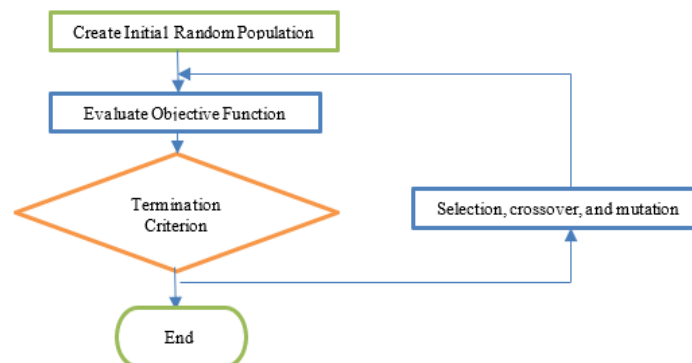 Create Initial Random Population
Evaluate Objective Function
Termination
Criterion
Selection, crossover, and mutation
End